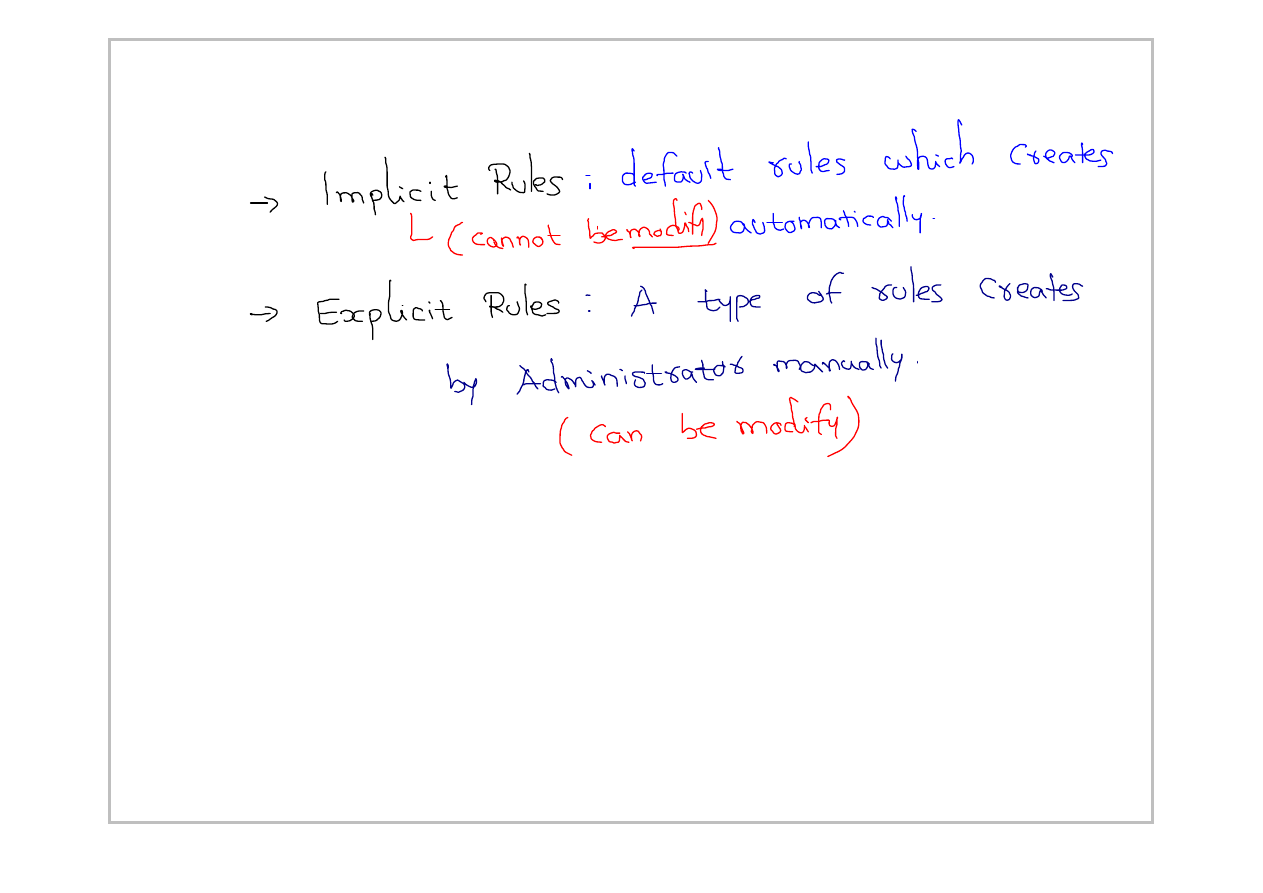 → Implicit Rules : default rules which creates
(cannot be modify) automatically.
→ Explicit Rules : A type of rules creates
by Administrator manually.
(can be modify)